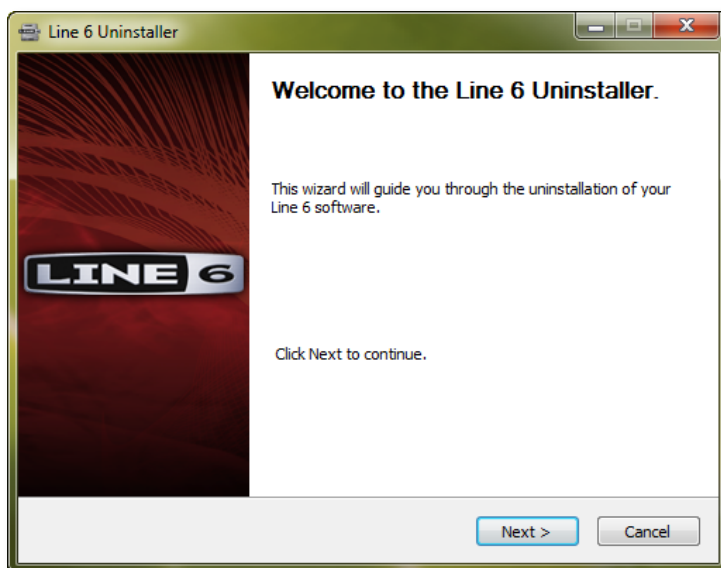 Line 6 Uninstaller
Welcome to the Line 6 Uninstaller.
This wizard will guide you through the uninstallation of your
Line 6 software.
LINE 6
Click Next to continue.
Next >
Cancel